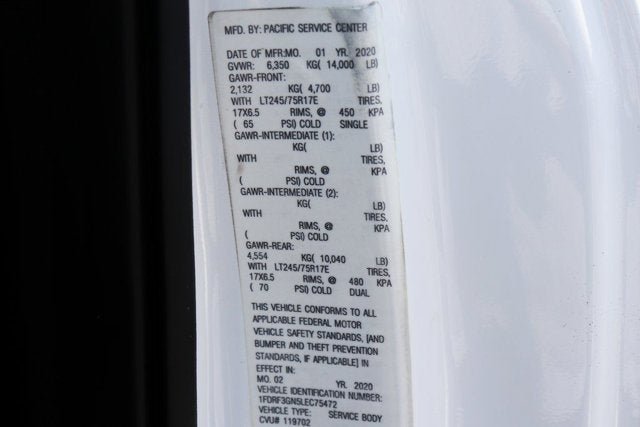 MFD. BY: PACIFIC SERVICE CENTER
DATE OF MFR:MO. 01 YR. 2020
GVWR: 6,350 KG( 14,000 LB)
GAWR-FRONT:
2,132 KG( 4,700 LB)
WITH LT245/75R17E TIRES,
17X6.5 RIMS, @ 450 KPA
( 65 PSI) COLD SINGLE
GAWR-INTERMEDIATE (1):
KG( LB)
WITH TIRES,
RIMS, @ KPA
( PSI) COLD
GAWR-INTERMEDIATE (2):
KG( LB)
WITH TIRES,
RIMS, @ KPA
( PSI) COLD
GAWR-REAR:
4,554 KG( 10,040 LB)
WITH LT245/75R17E TIRES,
17X6.5 RIMS, @ 480 KPA
( 70 PSI) COLD DUAL
THIS VEHICLE CONFORMS TO ALL
APPLICABLE FEDERAL MOTOR
VEHICLE SAFETY STANDARDS, [AND
BUMPER AND THEFT PREVENTION
STANDARDS, IF APPLICABLE] IN
EFFECT IN:
MO. 02 YR. 2020
VEHICLE IDENTIFICATION NUMBER:
1FDRF3GN5LEC75472
VEHICLE TYPE: SERVICE BODY
CVU# 119702